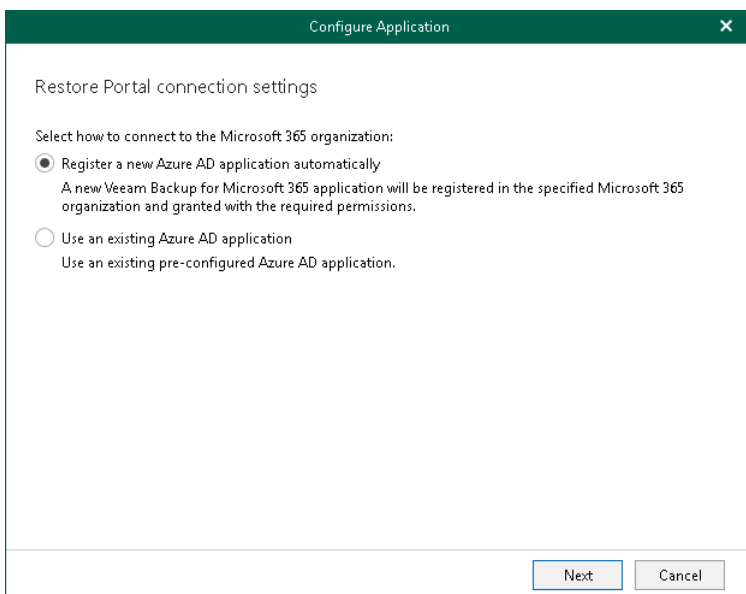 Configure Application
Restore Portal connection settings
Select how to connect to the Microsoft 365 organization:
Register a new Azure AD application automatically
A new Veeam Backup for Microsoft 365 application will be registered in the specified Microsoft 365
organization and granted with the required permissions.
Use an existing Azure AD application
Use an existing pre-configured Azure AD application.
Next Cancel